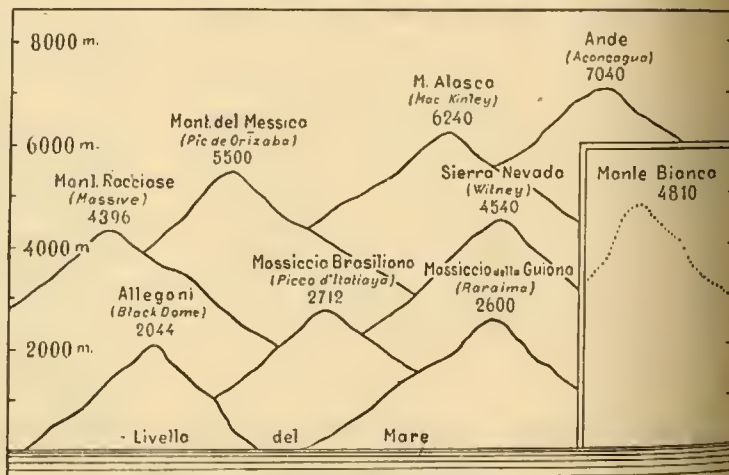 8000 m.
Ande
(Aconcagua)
7040
M. Alasca
(Mac Kinley)
6240
Mont. del Messico
(Pic de Orizaba)
5500
6000 m.
Sierra Nevada
(Witney)
4540
Monte Bianco
4810
Mont. Rocciose
(Massive)
4396
4000 m
Massiccio Brasiliano
(Picco d'Itatiaya)
2712
Massiccio della Guiana
(Roraima)
2600
Allegani
(Black Dome)
2044
2000 m.
- Livello del Mare